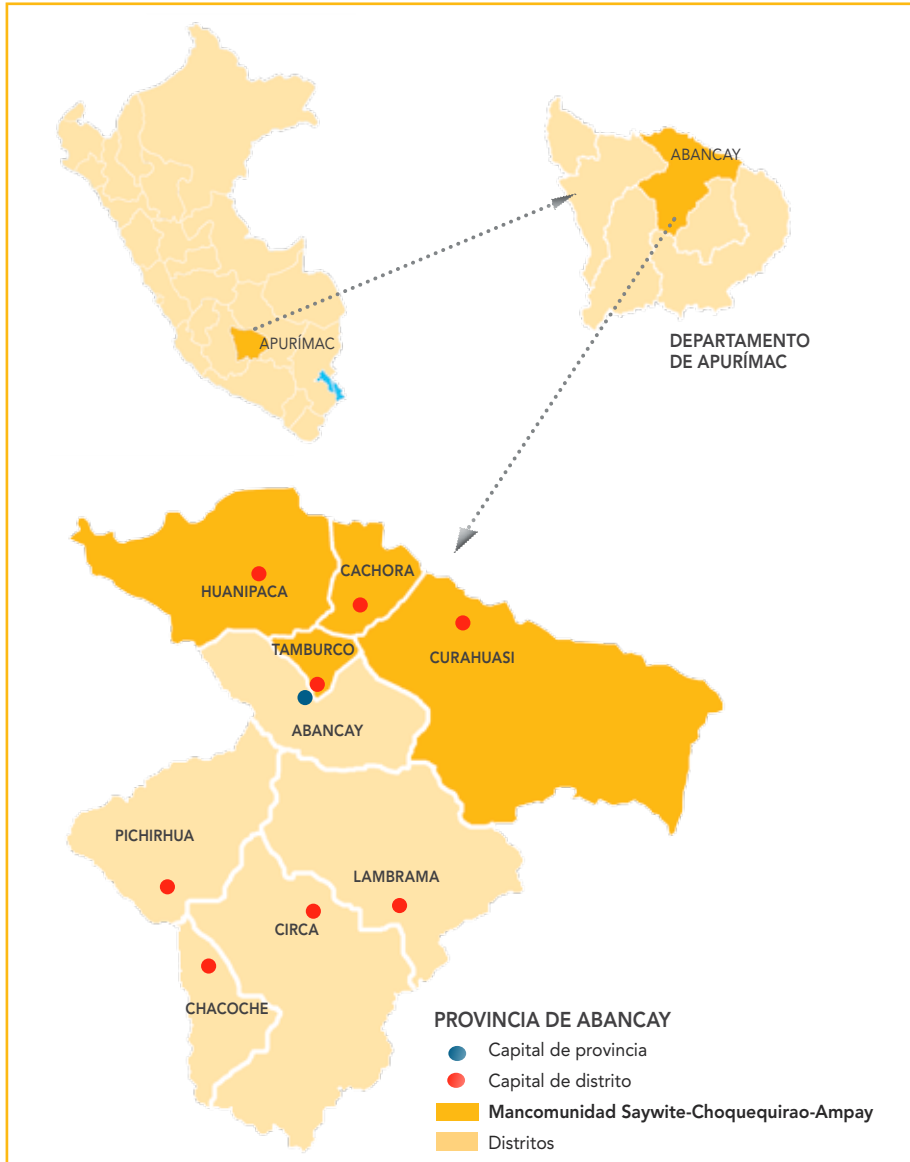 ABANCAY
APURÍMAC
DEPARTAMENTO
DE APURÍMAC
CACHORA
HUANIPACA
TAMBURCO
CURAHUASI
ABANCAY
PICHIRHUA
LAMBRAMA
CIRCA
CHACOCHE
PROVINCIA DE ABANCAY
Capital de provincia
Capital de distrito
Mancomunidad Saywite-Choquequirao-Ampay
Distritos